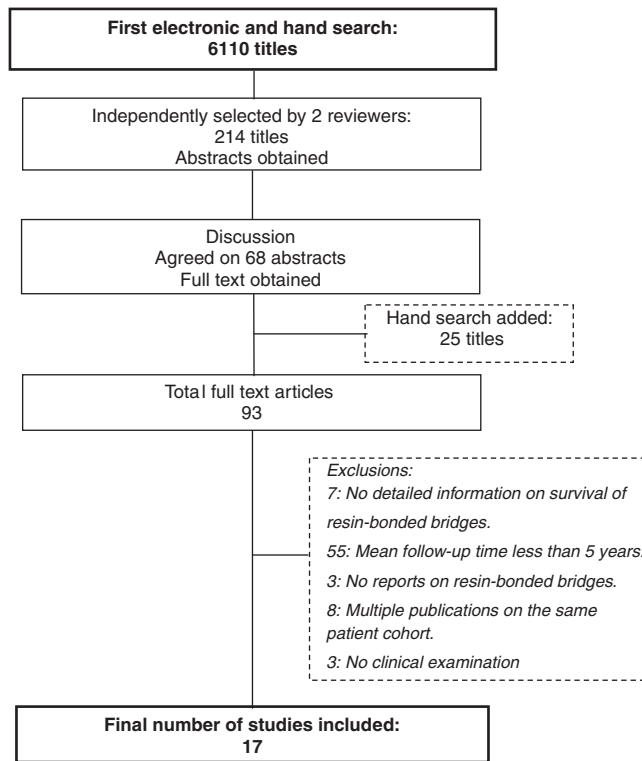 First electronic and hand search:
6110 titles
Independently selected by 2 reviewers:
214 titles
Abstracts obtained
Discussion
Agreed on 68 abstracts
Full text obtained
Hand search added:
25 titles
Total full text articles
93
Exclusions:
7: No detailed information on survival of
resin-bonded bridges.
55: Mean follow-up time less than 5 years.
3: No reports on resin-bonded bridges.
8: Multiple publications on the same
patient cohort.
3: No clinical examination
Final number of studies included:
17